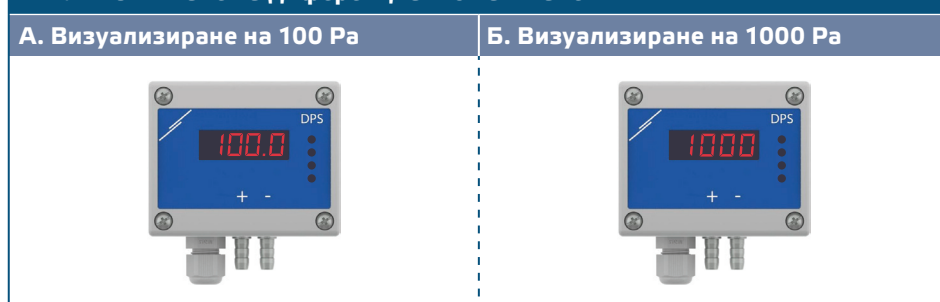 А. Визуализиране на 100 Pa
Б. Визуализиране на 1000 Pa
DPS
100.0
+ -
DPS
1000
+ -